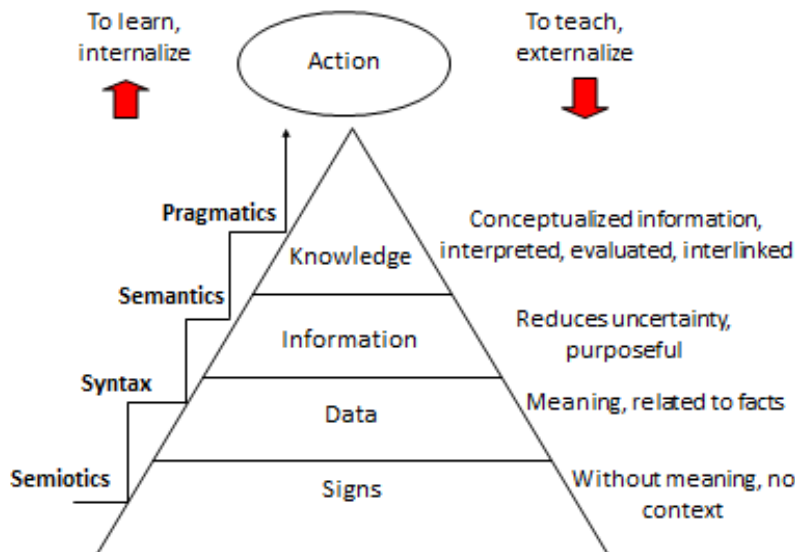 To learn,
internalize
Action
To teach,
externalize
Pragmatics
Knowledge
Conceptualized information,
interpreted, evaluated, interlinked
Semantics
Information
Reduces uncertainty,
purposeful
Syntax
Data
Meaning, related to facts
Semiotics
Signs
Without meaning, no
context